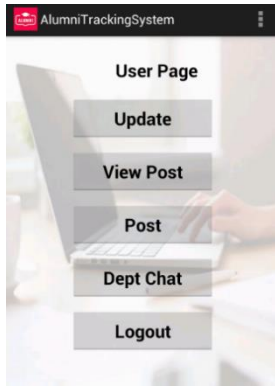 AlumniTrackingSystem
User Page
Update
View Post
Post
Dept Chat
Logout